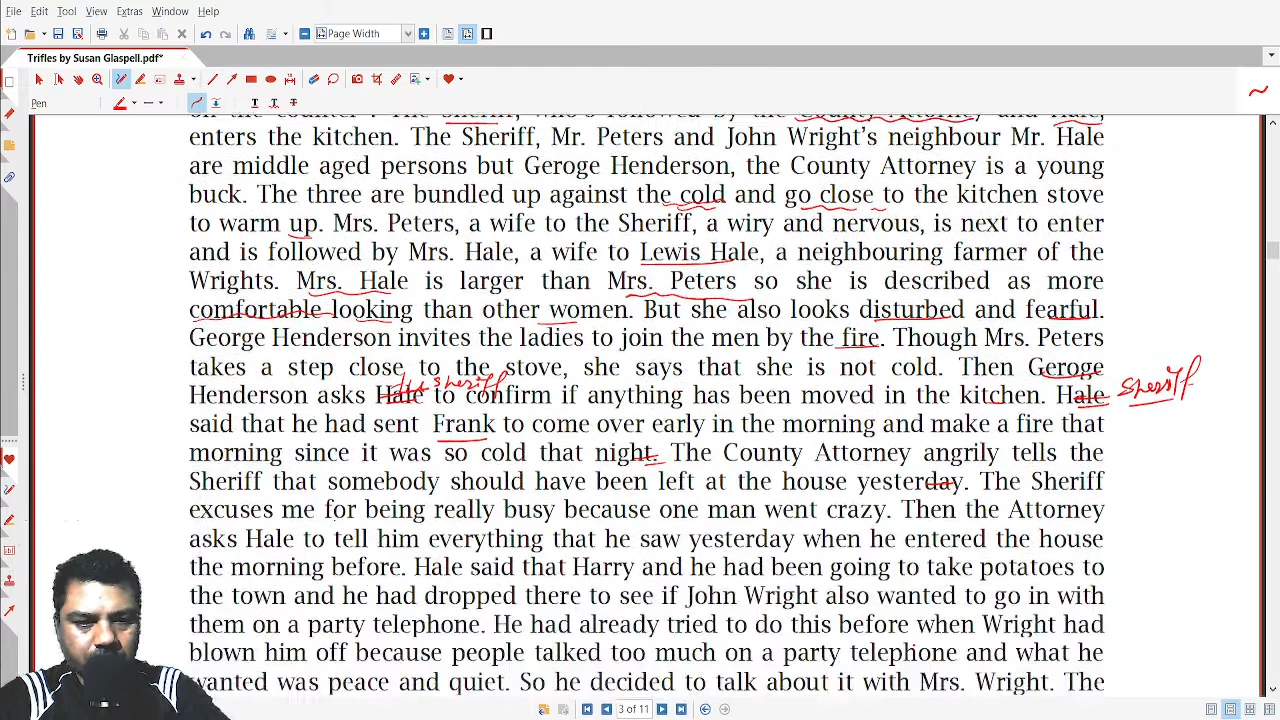 File Edit Tool View Extras Window Help
Page Width
Trifles by Susan Glaspell.pdf*
Pen
on the counter . The Sheriff, who's followed by the County Attorney and Hale,
enters the kitchen. The Sheriff, Mr. Peters and John Wright's neighbour Mr. Hale
are middle aged persons but Geroge Henderson, the County Attorney is a young
buck. The three are bundled up against the cold and go close to the kitchen stove
to warm up. Mrs. Peters, a wife to the Sheriff, a wiry and nervous, is next to enter
and is followed by Mrs. Hale, a wife to Lewis Hale, a neighbouring farmer of the
Wrights. Mrs. Hale is larger than Mrs. Peters so she is described as more
comfortable looking than other women. But she also looks disturbed and fearful.
George Henderson invites the ladies to join the men by the fire. Though Mrs. Peters
takes a step close to the stove, she says that she is not cold. Then Geroge
the sheriff
Henderson asks Hale to confirm if anything has been moved in the kitchen. Hale sheriff
said that he had sent Frank to come over early in the morning and make a fire that
morning since it was so cold that night. The County Attorney angrily tells the
Sheriff that somebody should have been left at the house yesterday. The Sheriff
excuses me for being really busy because one man went crazy. Then the Attorney
asks Hale to tell him everything that he saw yesterday when he entered the house
the morning before. Hale said that Harry and he had been going to take potatoes to
the town and he had dropped there to see if John Wright also wanted to go in with
them on a party telephone. He had already tried to do this before when Wright had
blown him off because people talked too much on a party telephone and what he
wanted was peace and quiet. So he decided to talk about it with Mrs. Wright. The
3 of 11